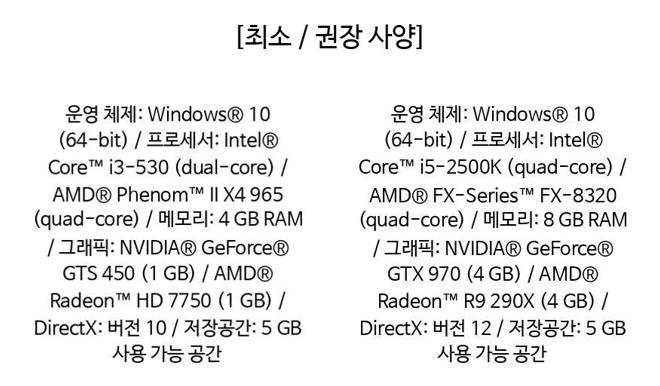 [최소 / 권장 사양]
운영 체제: Windows® 10
(64-bit) / 프로세서: Intel®
Core™ i3-530 (dual-core) /
AMD® Phenom™ II X4 965
(quad-core) / 메모리: 4 GB RAM
/ 그래픽: NVIDIA® GeForce®
GTS 450 (1 GB) / AMD®
Radeon™ HD 7750 (1 GB) /
DirectX: 버전 10 / 저장공간: 5 GB
사용 가능 공간
운영 체제: Windows® 10
(64-bit) / 프로세서: Intel®
Core™ i5-2500K (quad-core) /
AMD® FX-Series™ FX-8320
(quad-core) / 메모리: 8 GB RAM
/ 그래픽: NVIDIA® GeForce®
GTX 970 (4 GB) / AMD®
Radeon™ R9 290X (4 GB) /
DirectX: 버전 12 / 저장공간: 5 GB
사용 가능 공간